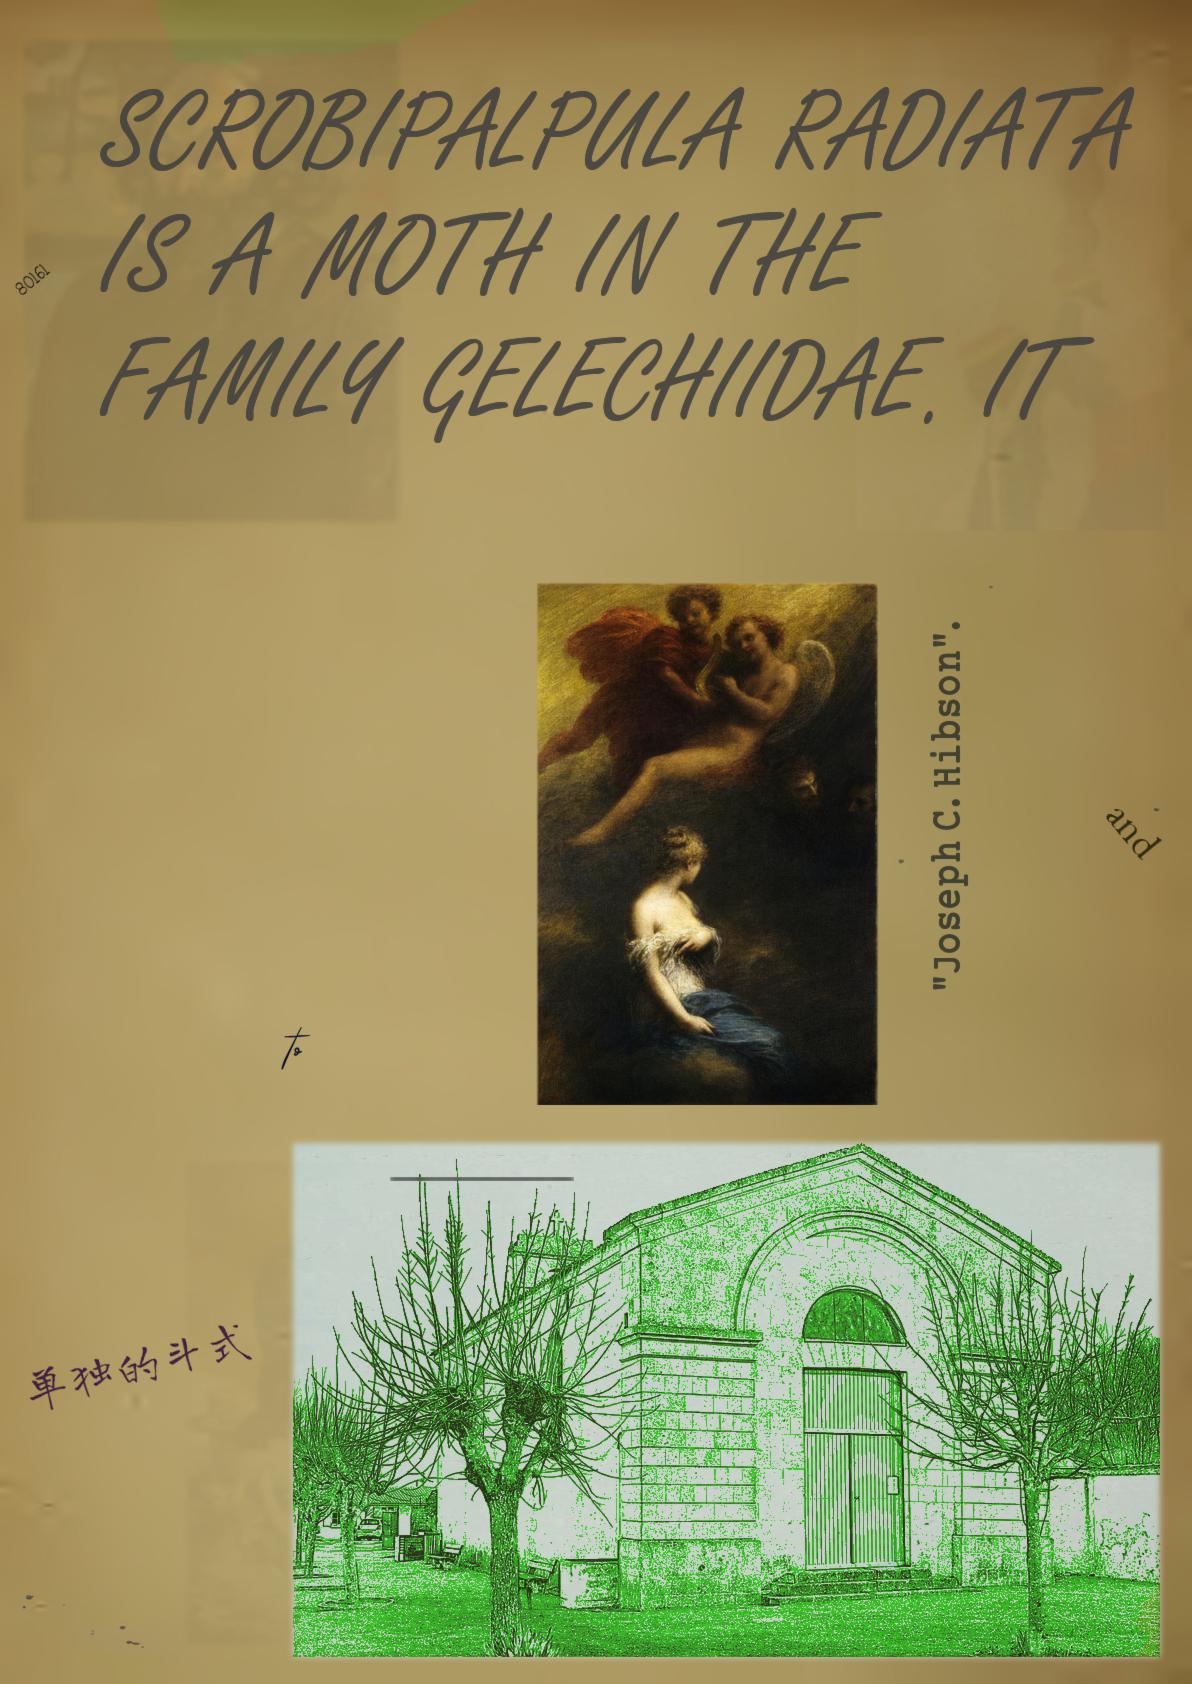 SCROBIPALPULA RADIATA
IS A MOTH IN THE
FAMILY GELECHIIDAE. IT
80161
"Joseph C. Hibson".
and
To
单独的斗式